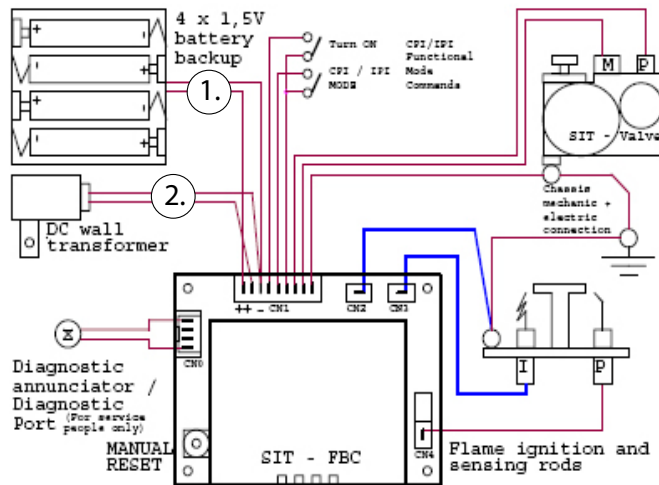 4 x 1,5V
battery
backup
+ -
- +
+ -
- +
1.
Turn ON CPI/IPI
Functional
CPI / IPI Mode
MODE Commands
M P
SIT - Valve
Chassis
mechanic +
electric
connection
2.
DC wall
transformer
++ - CN1
CN2
CN3
CN0
Diagnostic
annunciator /
Diagnostic
Port (For service
people only)
MANUAL
RESET
SIT - FBC
CN4
I P
Flame ignition and
sensing rods